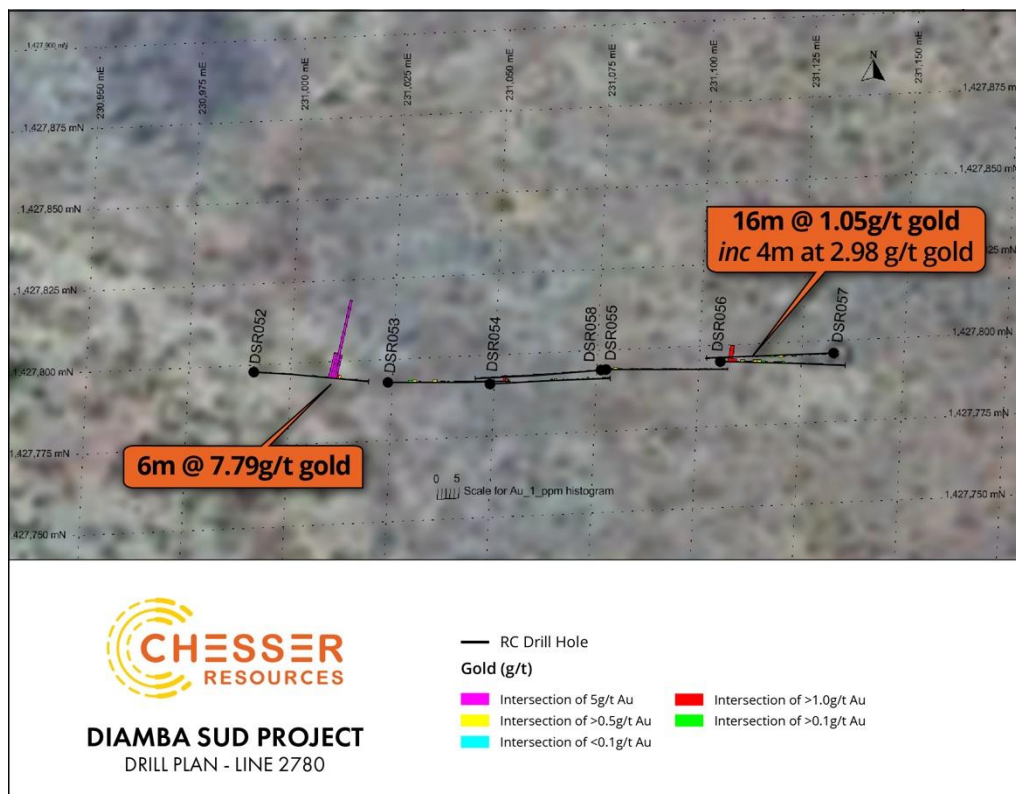 1,427,900 mN
230,950 mE
230,975 mE
231,000 mE
231,025 mE
231,050 mE
231,075 mE
231,100 mE
231,125 mE
231,150 mE
N
1,427,875 mN
1,427,875 mN
1,427,850 mN
1,427,850 mN
16m @ 1.05g/t gold
inc 4m at 2.98 g/t gold
1,427,825 mN
DSR052
DSR053
DSR054
DSR058
DSR055
DSR056
DSR057
1,427,800 mN
1,427,800 mN
6m @ 7.79g/t gold
1,427,775 mN
1,427,775 mN
0 5
Scale for Au_1_ppm histogram
1,427,750 mN
427,750 mN
CHESSER
RESOURCES
DIAMBA SUD PROJECT
DRILL PLAN - LINE 2780
RC Drill Hole
Gold (g/t)
Intersection of 5g/t Au
Intersection of >1.0g/t Au
Intersection of >0.5g/t Au
Intersection of >0.1g/t Au
Intersection of <0.1g/t Au